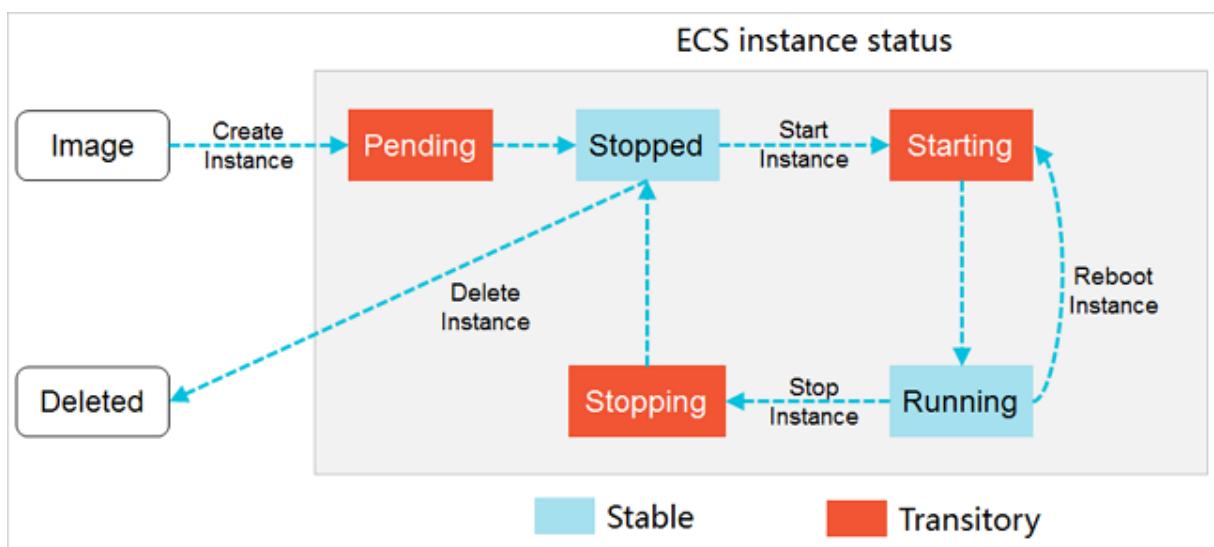 ECS instance status
Image
Create
Instance
Pending
Stopped
Start
Instance
Starting
Delete
Instance
Reboot
Instance
Deleted
Stopping
Stop
Instance
Running
Stable
Transitory